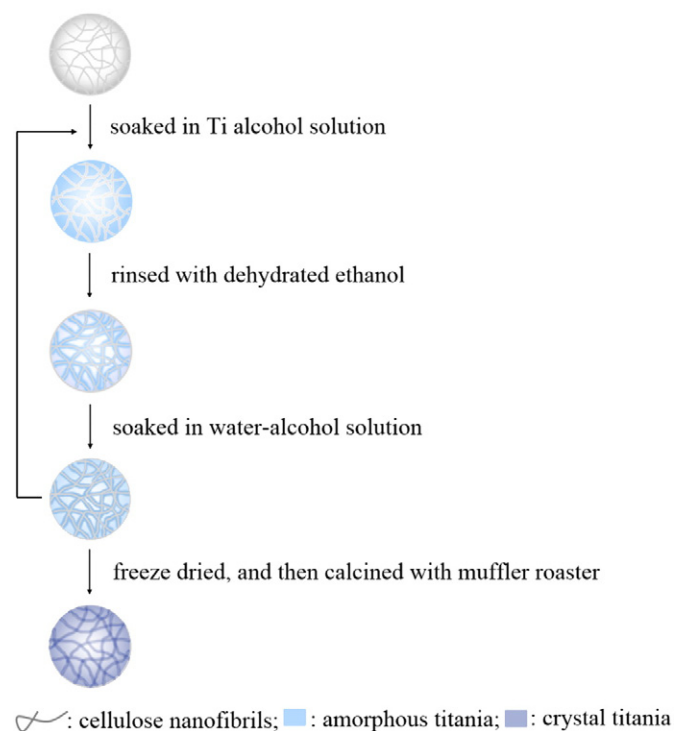 soaked in Ti alcohol solution
rinsed with dehydrated ethanol
soaked in water-alcohol solution
freeze dried, and then calcined with muffler roaster
: cellulose nanofibrils; : amorphous titania; : crystal titania